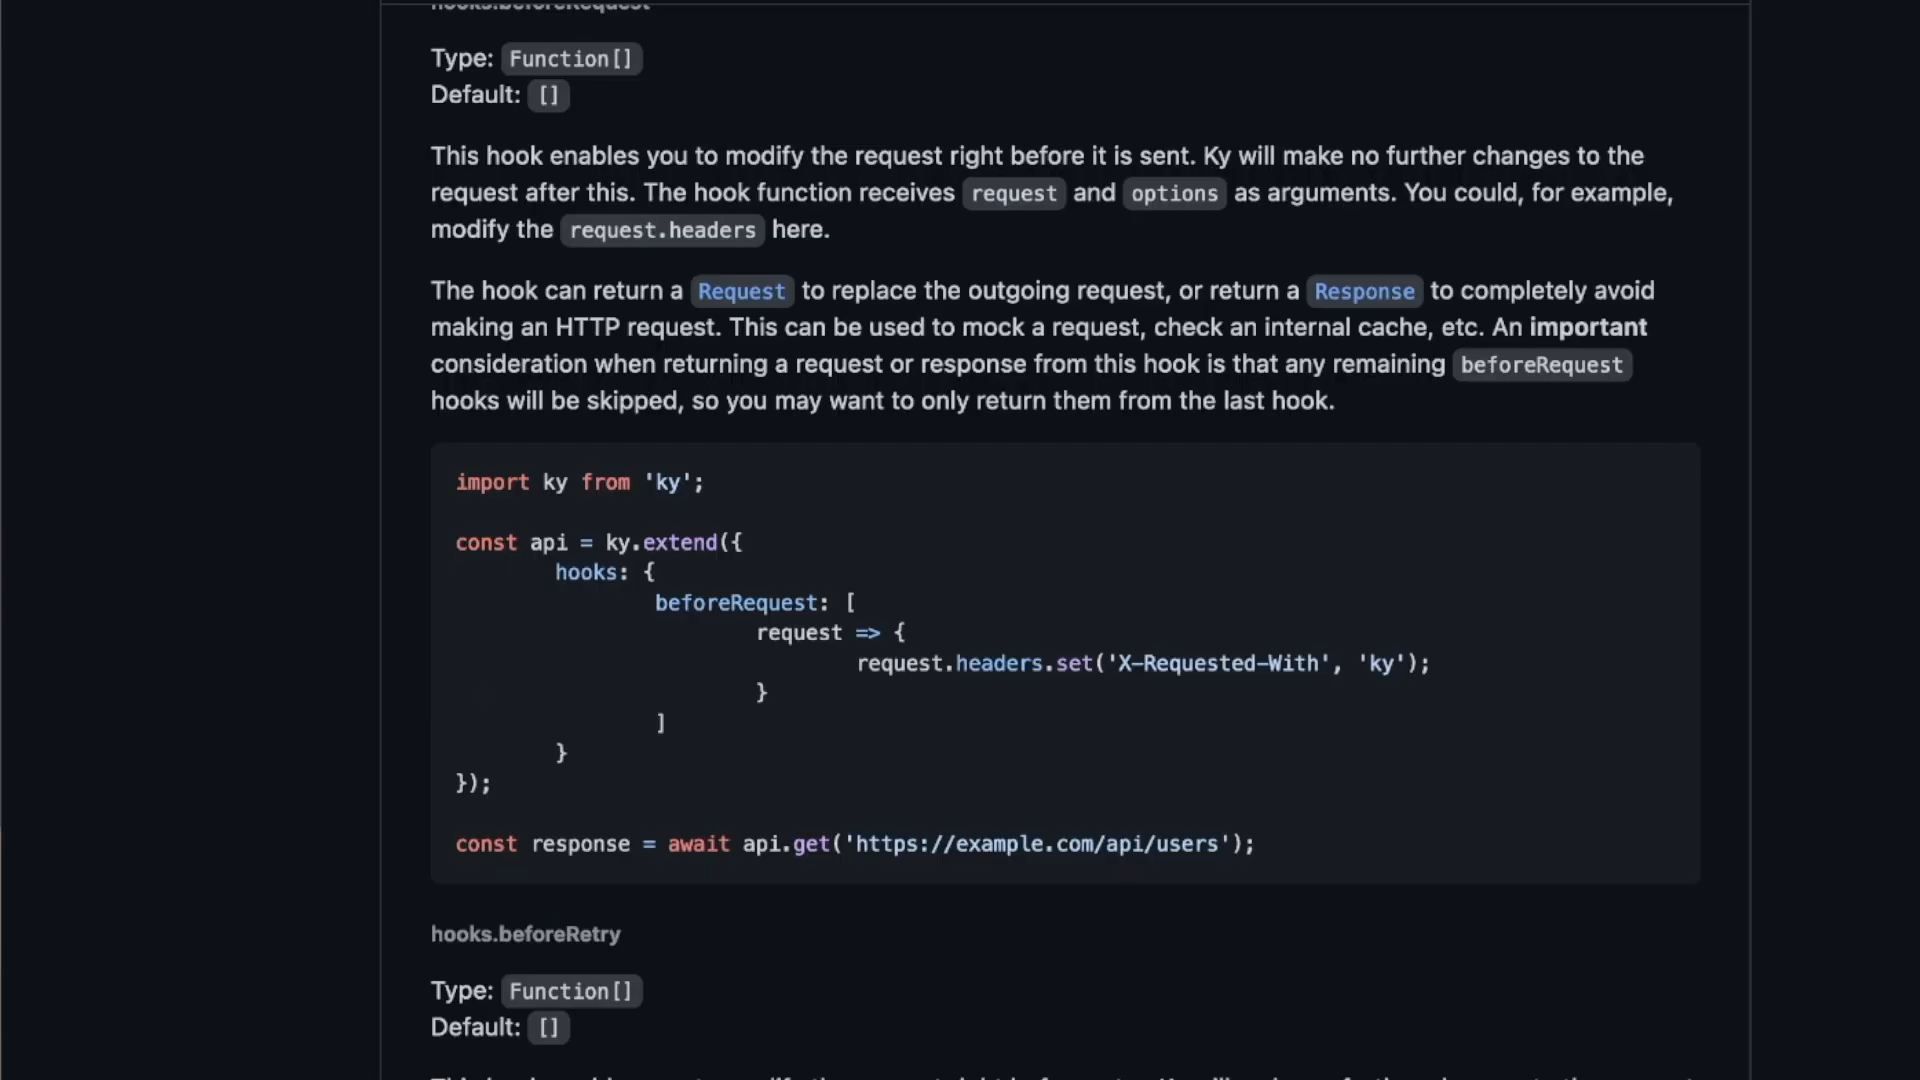 hooks.beforeRequest
Type: Function[]
Default: []
This hook enables you to modify the request right before it is sent. Ky will make no further changes to the
request after this. The hook function receives request and options as arguments. You could, for example,
modify the request.headers here.
The hook can return a Request to replace the outgoing request, or return a Response to completely avoid
making an HTTP request. This can be used to mock a request, check an internal cache, etc. An important
consideration when returning a request or response from this hook is that any remaining beforeRequest
hooks will be skipped, so you may want to only return them from the last hook.
import ky from 'ky';
const api = ky.extend({
hooks: {
beforeRequest: [
request => {
request.headers.set('X-Requested-With', 'ky');
}
]
}
});
const response = await api.get('https://example.com/api/users');
hooks.beforeRetry
Type: Function[]
Default: []